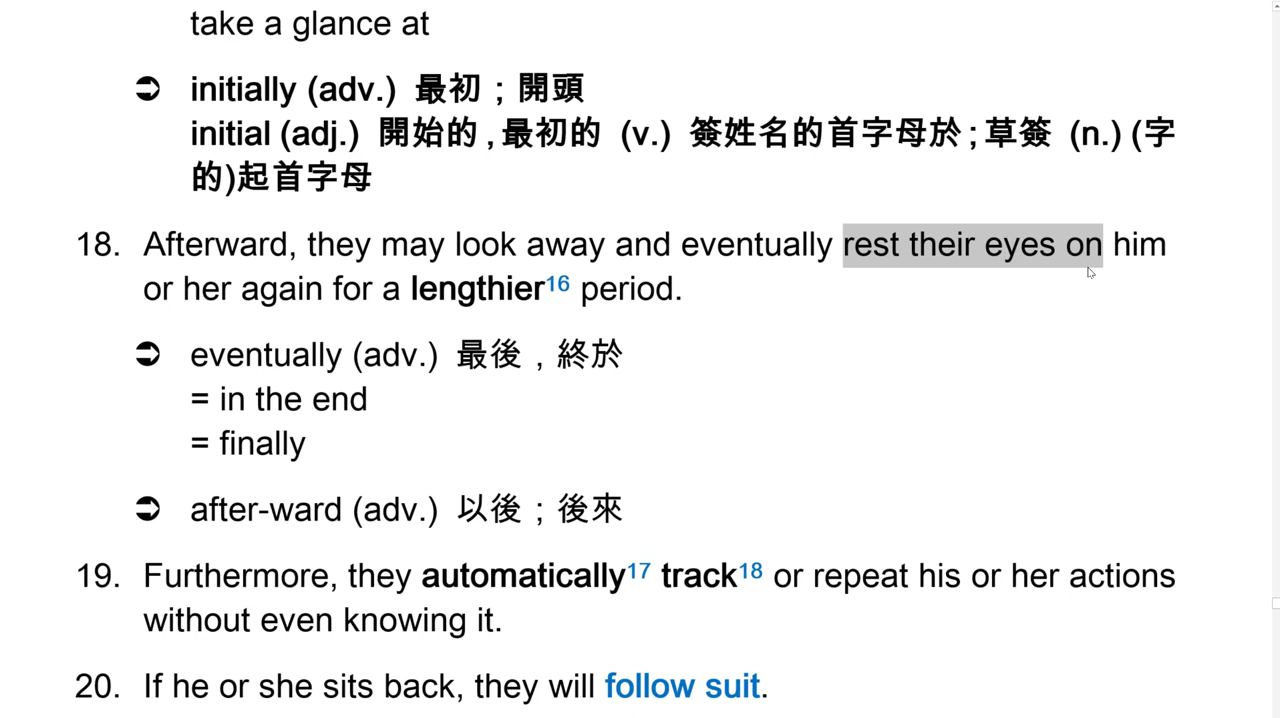 take a glance at
➲ initially (adv.) 最初；開頭
initial (adj.) 開始的,最初的 (v.) 簽姓名的首字母於;草簽 (n.) (字
的)起首字母
18. Afterward, they may look away and eventually rest their eyes on him
or her again for a lengthier16 period.
➲ eventually (adv.) 最後，終於
= in the end
= finally
➲ after-ward (adv.) 以後；後來
19. Furthermore, they automatically17 track18 or repeat his or her actions
without even knowing it.
20. If he or she sits back, they will follow suit.